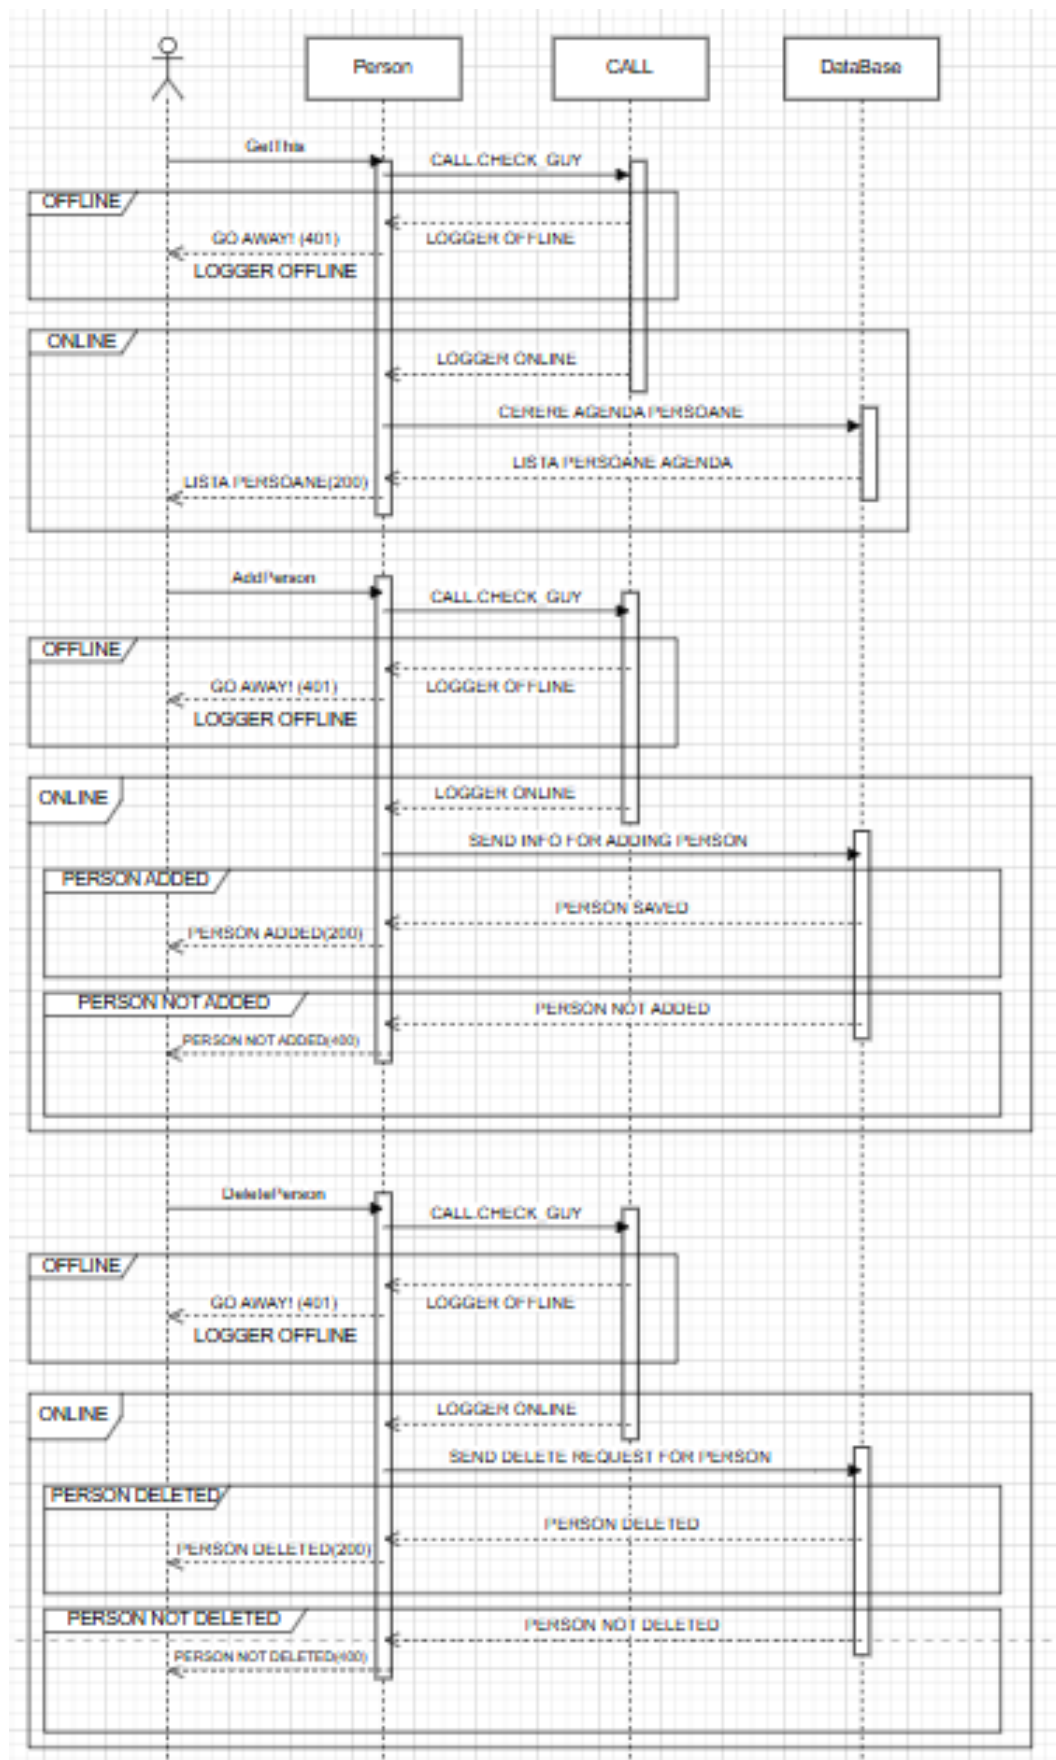 Person
CALL
DataBase
GetThis
CALL.CHECK_GUY
OFFLINE
GO AWAY! (401)
LOGGER OFFLINE
LOGGER OFFLINE
ONLINE
LOGGER ONLINE
CERERE AGENDA PERSOANE
LISTA PERSOANE AGENDA
LISTA PERSOANE(200)
AddPerson
CALL.CHECK_GUY
OFFLINE
GO AWAY! (401)
LOGGER OFFLINE
LOGGER OFFLINE
ONLINE
LOGGER ONLINE
SEND INFO FOR ADDING PERSON
PERSON ADDED
PERSON SAVED
PERSON ADDED(200)
PERSON NOT ADDED
PERSON NOT ADDED
PERSON NOT ADDED(400)
DeletePerson
CALL.CHECK_GUY
OFFLINE
GO AWAY! (401)
LOGGER OFFLINE
LOGGER OFFLINE
ONLINE
LOGGER ONLINE
SEND DELETE REQUEST FOR PERSON
PERSON DELETED
PERSON DELETED
PERSON DELETED(200)
PERSON NOT DELETED
PERSON NOT DELETED
PERSON NOT DELETED(400)